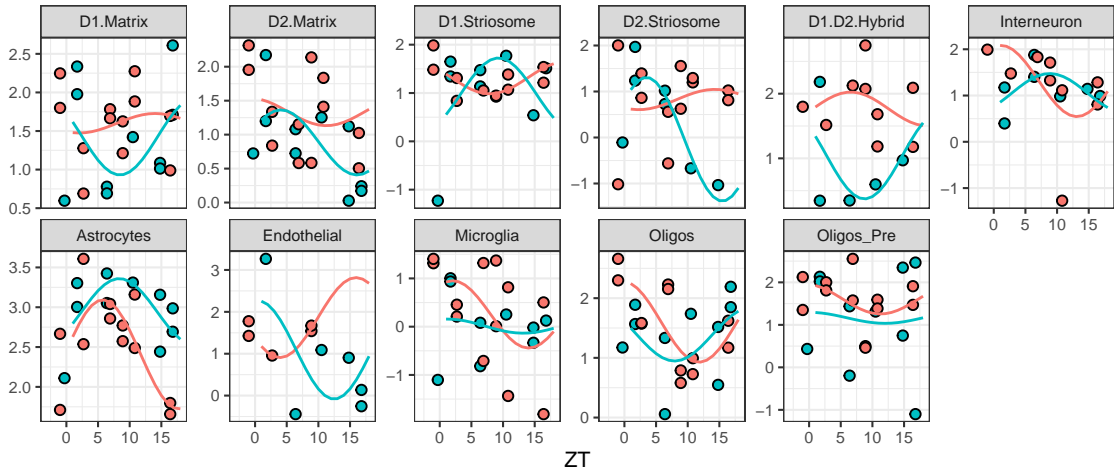 D1.Matrix D2.Matrix D1.Striosome D2.Striosome D1.D2.Hybrid Interneuron
2.5 2.0 1.5 1.0 0.5
2.0 1.5 1.0 0.5 0.0
2 1 0 −1
2 1 0 −1
2 1
2 1 0 −1
0 5 10 15
Astrocytes Endothelial Microglia Oligos Oligos_Pre
3.5 3.0 2.5 2.0
3 2 1 0
1 0 −1
2 1 0
2 1 0 −1
0 5 10 15 0 5 10 15 0 5 10 15 0 5 10 15 0 5 10 15
ZT